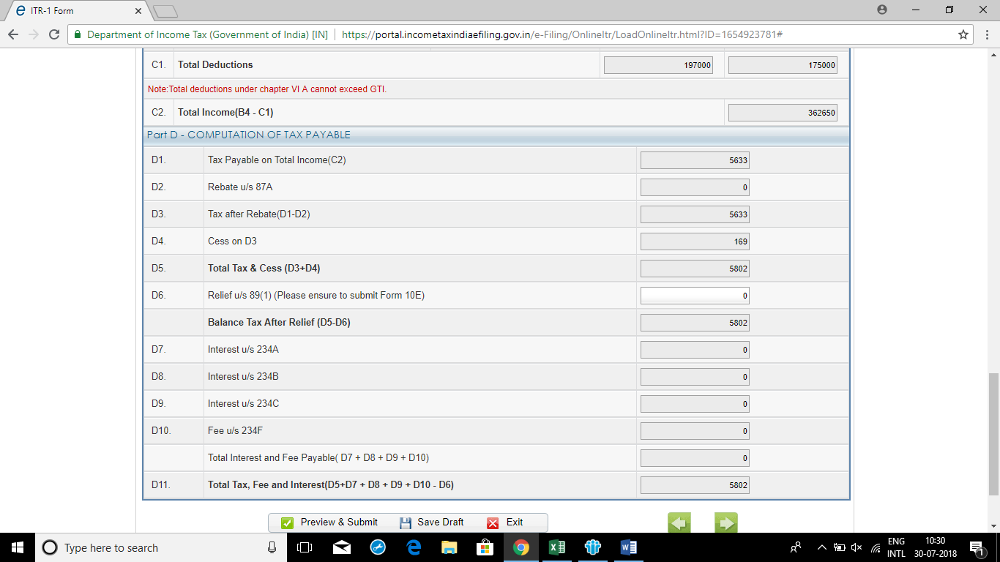 ITR-1 Form
Department of Income Tax (Government of India) [IN] https://portal.incometaxindiaefiling.gov.in/e-Filing/OnlineItr/LoadOnlineItr.html?ID=1654923781#
C1. Total Deductions 197000 175000
Note:Total deductions under chapter VI A cannot exceed GTI.
C2. Total Income(B4 - C1) 362650
Part D - COMPUTATION OF TAX PAYABLE
D1. Tax Payable on Total Income(C2) 5633
D2. Rebate u/s 87A 0
D3. Tax after Rebate(D1-D2) 5633
D4. Cess on D3 169
D5. Total Tax & Cess (D3+D4) 5802
D6. Relief u/s 89(1) (Please ensure to submit Form 10E) 0
Balance Tax After Relief (D5-D6) 5802
D7. Interest u/s 234A 0
D8. Interest u/s 234B 0
D9. Interest u/s 234C 0
D10. Fee u/s 234F 0
Total Interest and Fee Payable( D7 + D8 + D9 + D10) 0
D11. Total Tax, Fee and Interest(D5+D7 + D8 + D9 + D10 - D6) 5802
Preview & Submit Save Draft Exit
Type here to search
ENG
INTL
10:30
30-07-2018
1